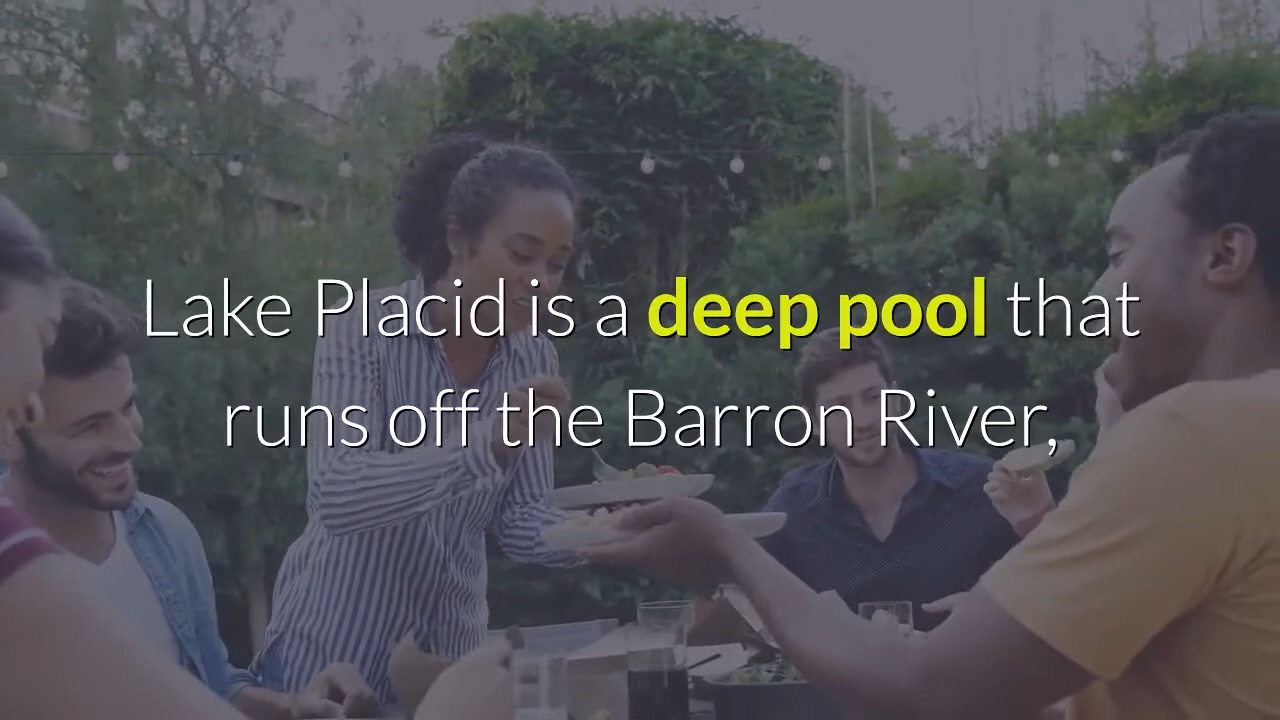 Lake Placid is a deep pool that
runs off the Barron River,